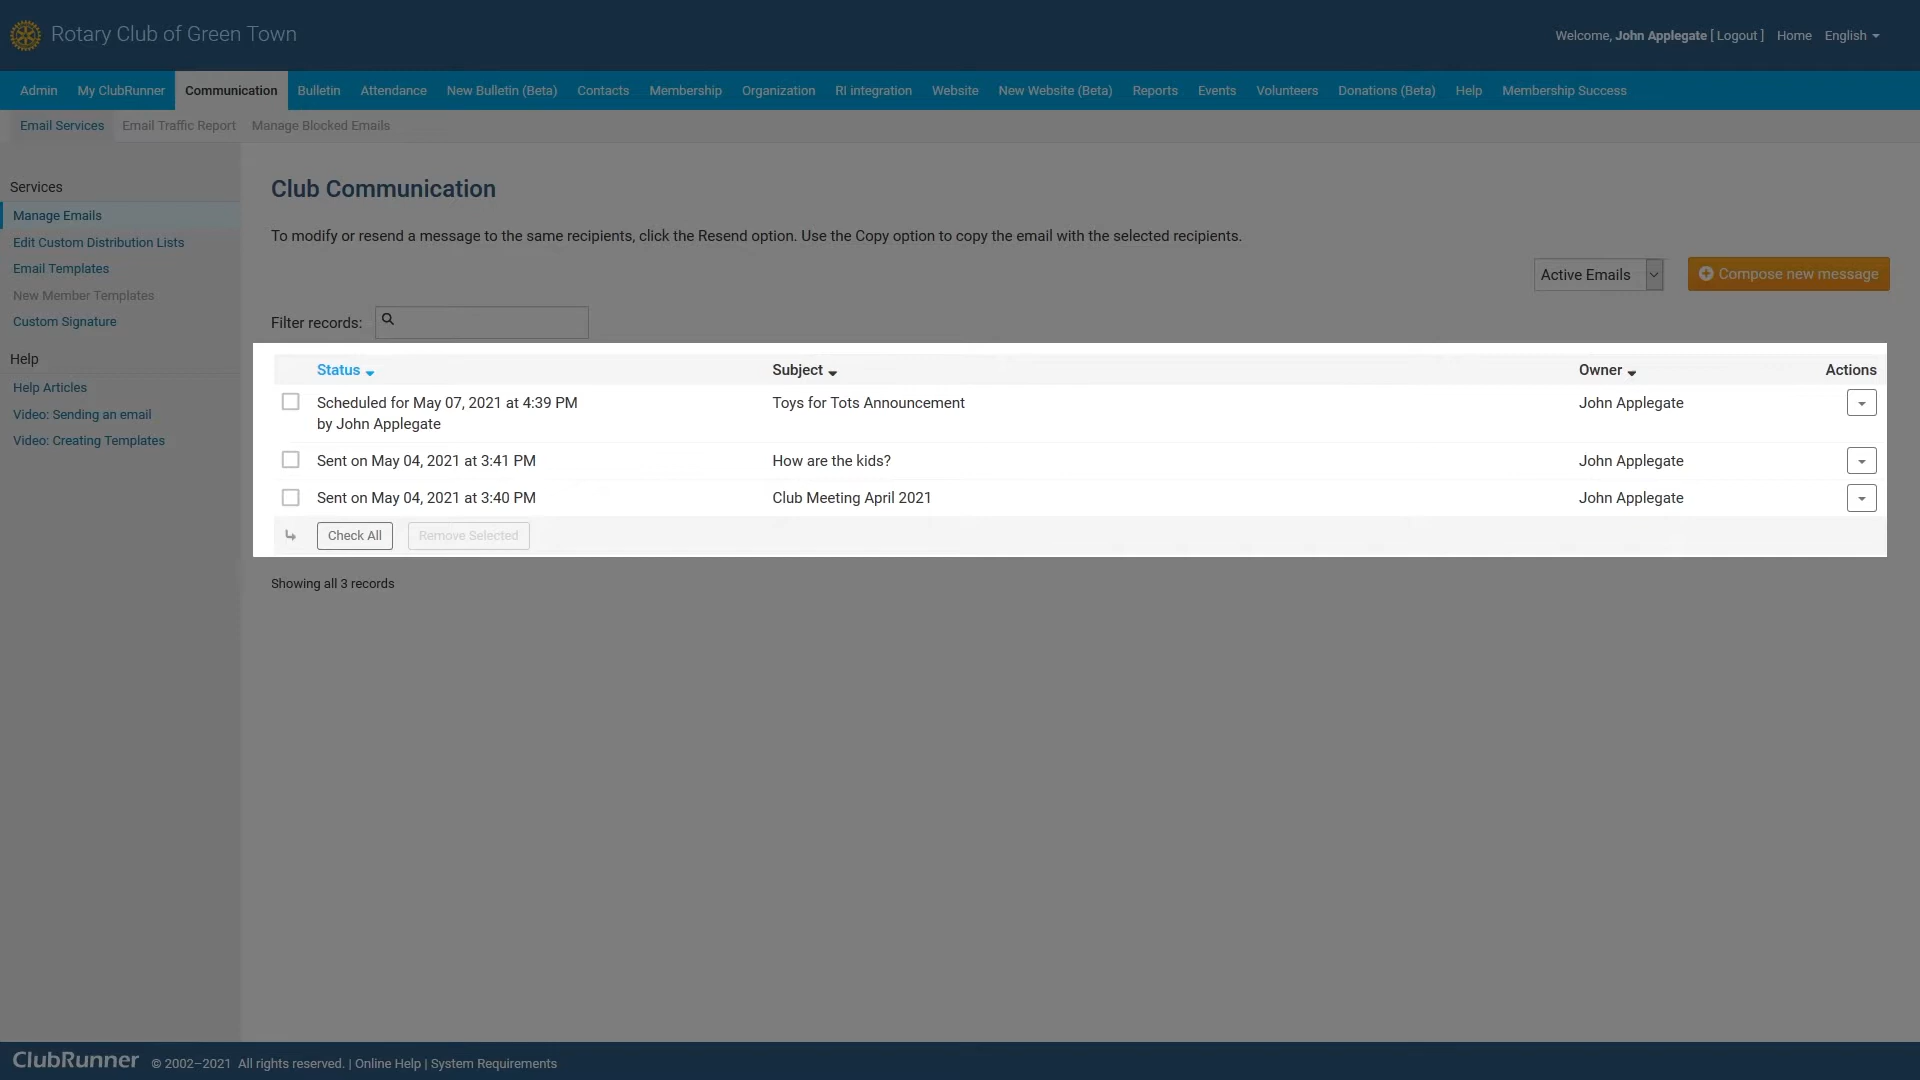 Rotary Club of Green Town
Welcome, John Applegate [ Logout ] Home English
Admin My ClubRunner Communication Bulletin Attendance New Bulletin (Beta) Contacts Membership Organization RI integration Website New Website (Beta) Reports Events Volunteers Donations (Beta) Help Membership Success
Email Services Email Traffic Report Manage Blocked Emails
Services
Manage Emails
Edit Custom Distribution Lists
Email Templates
New Member Templates
Custom Signature
Help
Help Articles
Video: Sending an email
Video: Creating Templates
Club Communication
To modify or resend a message to the same recipients, click the Resend option. Use the Copy option to copy the email with the selected recipients.
Active Emails Compose new message
Filter records:
Status Subject Owner Actions
Scheduled for May 07, 2021 at 4:39 PM Toys for Tots Announcement John Applegate
by John Applegate
Sent on May 04, 2021 at 3:41 PM How are the kids? John Applegate
Sent on May 04, 2021 at 3:40 PM Club Meeting April 2021 John Applegate
Check All Remove Selected
Showing all 3 records
ClubRunner © 2002–2021 All rights reserved. | Online Help | System Requirements